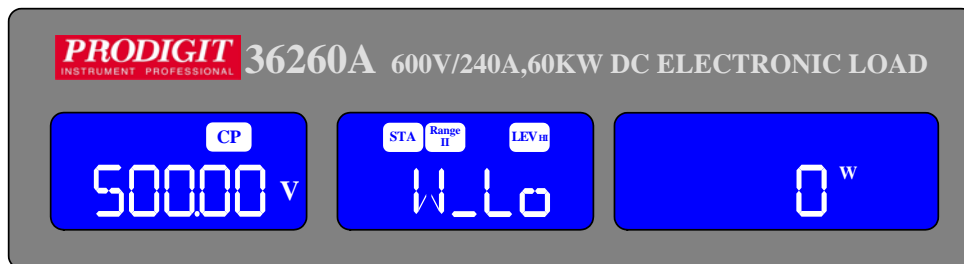 PRODIGIT 36260A 600V/240A,60KW DC ELECTRONIC LOAD
INSTRUMENT PROFESSIONAL
CP STA Range II LEV HI
500.00 V W_Lo 0 W